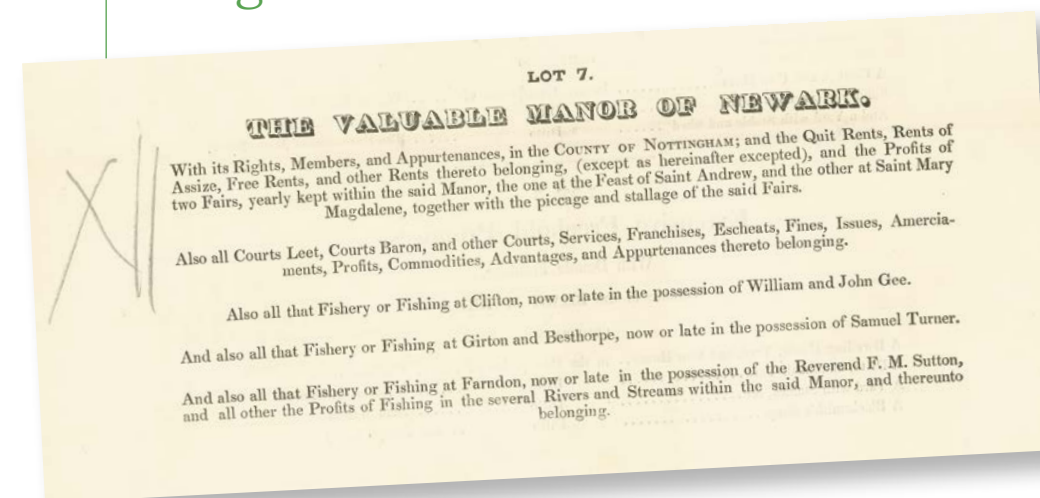 XII
LOT 7.
THE VALUABLE MANOR OF NEWARK.
With its Rights, Members, and Appurtenances, in the COUNTY OF NOTTINGHAM; and the Quit Rents, Rents of
Assize, Free Rents, and other Rents thereto belonging, (except as hereinafter excepted), and the Profits of
two Fairs, yearly kept within the said Manor, the one at the Feast of Saint Andrew, and the other at Saint Mary
Magdalene, together with the piccage and stallage of the said Fairs.
Also all Courts Leet, Courts Baron, and other Courts, Services, Franchises, Escheats, Fines, Issues, Amercia-
ments, Profits, Commodities, Advantages, and Appurtenances thereto belonging.
Also all that Fishery or Fishing at Clifton, now or late in the possession of William and John Gee.
And also all that Fishery or Fishing at Girton and Besthorpe, now or late in the possession of Samuel Turner.
And also all that Fishery or Fishing at Farndon, now or late in the possession of the Reverend F. M. Sutton,
and all other the Profits of Fishing in the several Rivers and Streams within the said Manor, and thereunto
belonging.